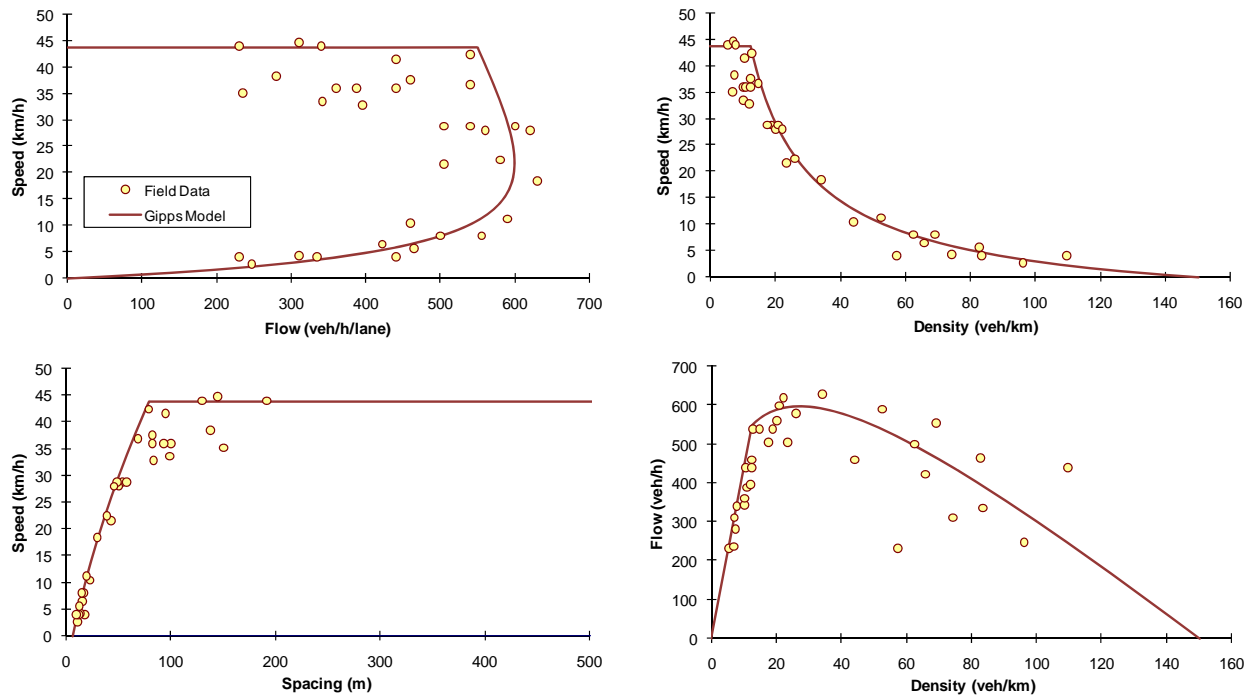 50
45
40
35
30
25
20
15
10
5
0
Speed (km/h)
Field Data
Gipps Model
0 100 200 300 400 500 600 700
Flow (veh/h/lane)
50
45
40
35
30
25
20
15
10
5
0
Speed (km/h)
0 20 40 60 80 100 120 140 160
Density (veh/km)
50
45
40
35
30
25
20
15
10
5
0
Speed (km/h)
0 100 200 300 400 500
Spacing (m)
700
600
500
400
300
200
100
0
Flow (veh/h)
0 20 40 60 80 100 120 140 160
Density (veh/km)